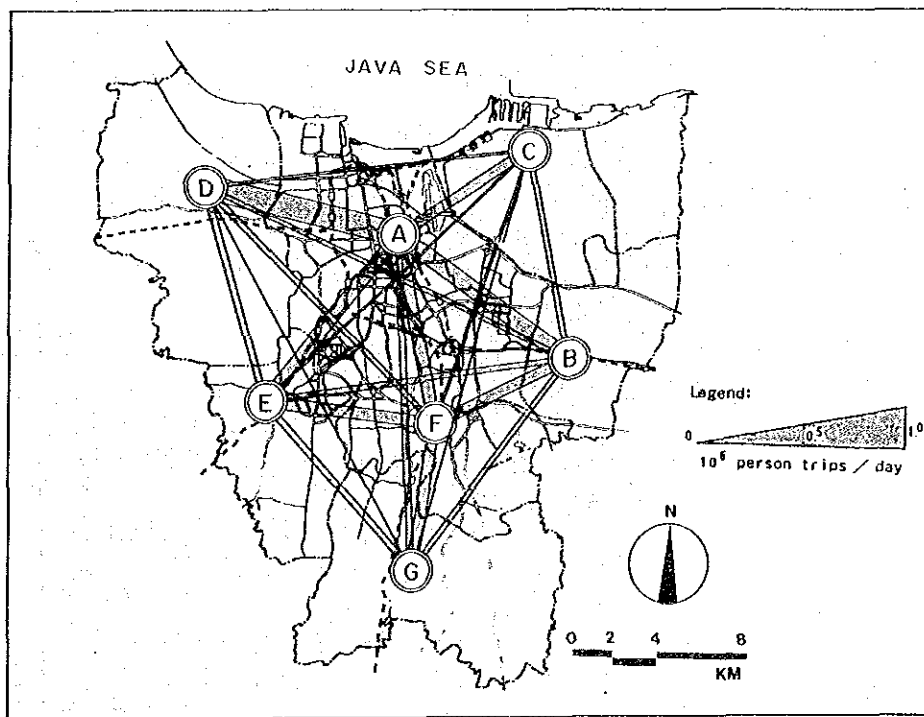 JAVA SEA
C
D
A
B
E
F
G
Legend:
0 0.5 1.0
10⁶ person trips / day
N
0 2 4 8
KM